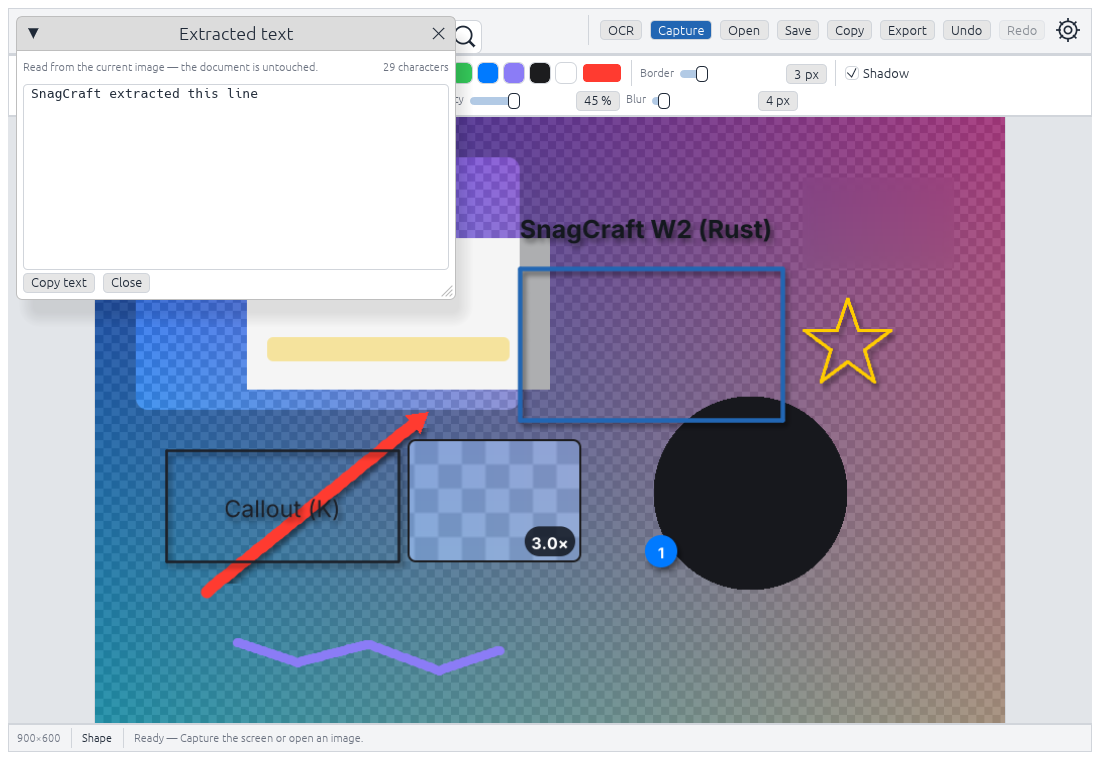 ▼ Extracted text
OCR Capture Open Save Copy Export Undo Redo
Read from the current image — the document is untouched. 29 characters
SnagCraft extracted this line
Copy text Close
Border 3 px Shadow
cy 45 % Blur 4 px
SnagCraft W2 (Rust)
Callout (K)
3.0×
1
900×600 Shape Ready — Capture the screen or open an image.